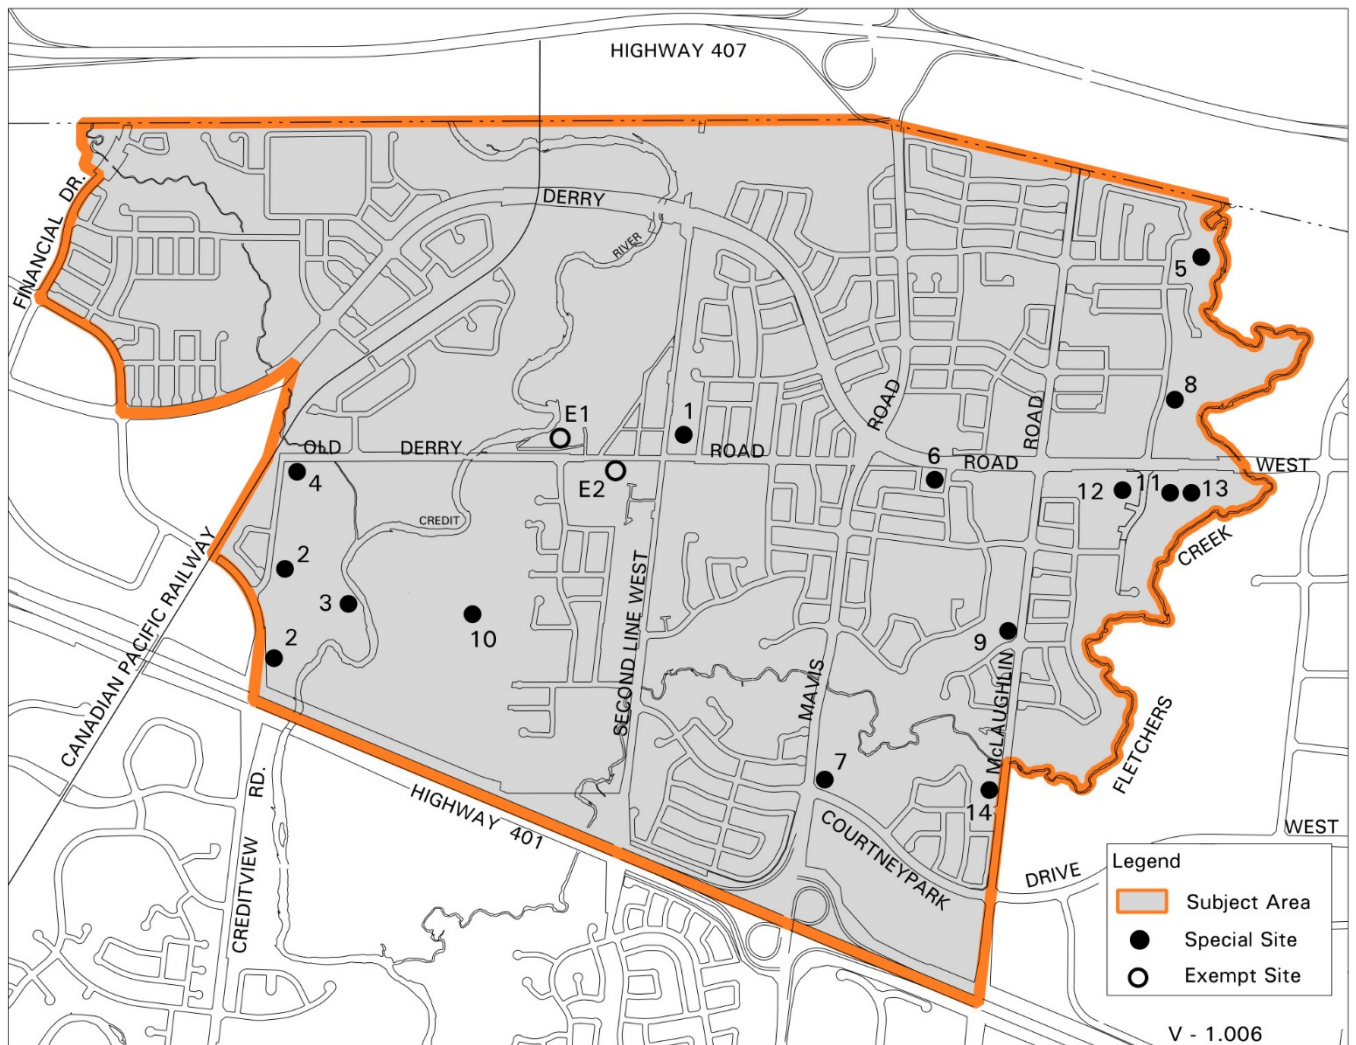 HIGHWAY 407
FINANCIAL DR.
DERRY
RIVER
5
8
E1
1
ROAD
ROAD
OLD DERRY ROAD
ROAD WEST
6
4
E2
12
11
13
CREDIT
CREEK
2
3
10
9
2
CANADIAN PACIFIC RAILWAY
SECOND LINE WEST
MAVIS
McLAUGHLIN
FLETCHERS
7
14
CREDITVIEW RD.
HIGHWAY 401
COURTNEYPARK DRIVE WEST
Legend
Subject Area
Special Site
Exempt Site
V - 1.006